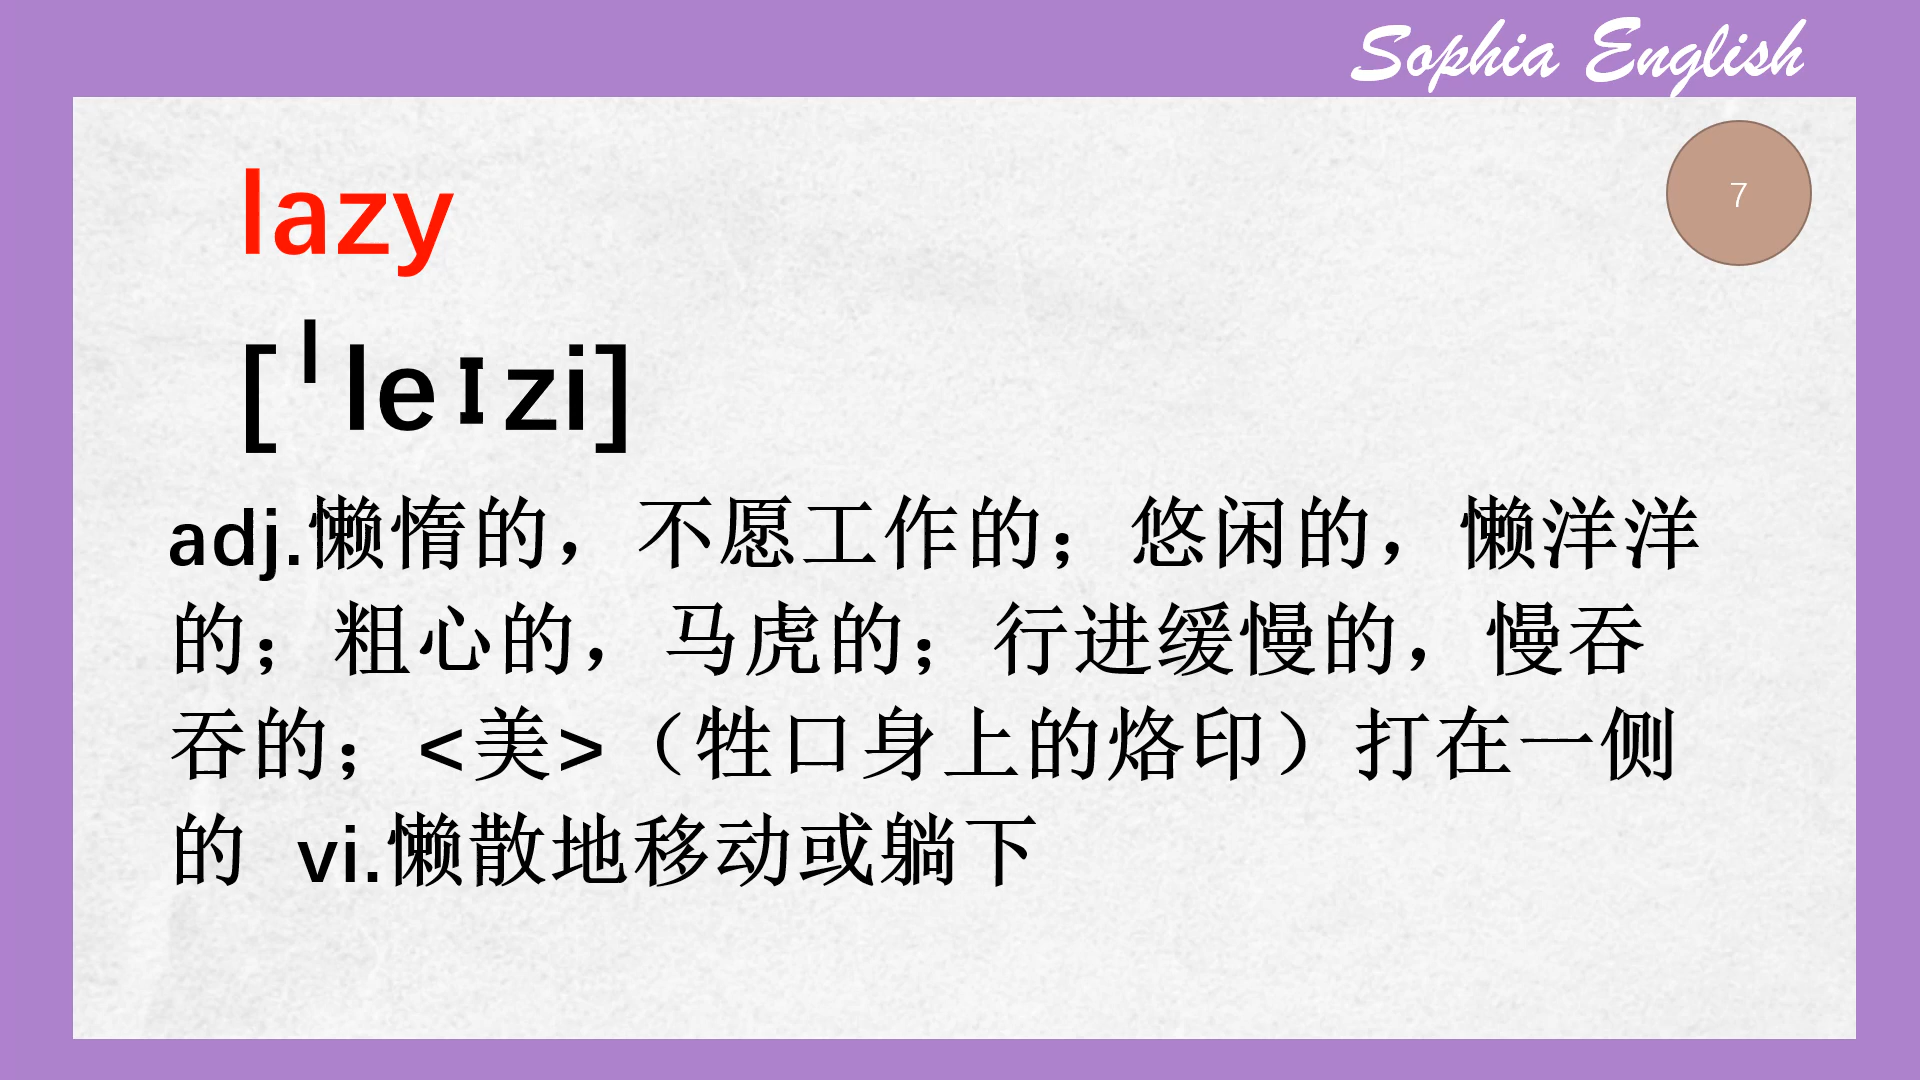 Sophia English
7
lazy
[ˈleɪzi]
adj.懒惰的，不愿工作的；悠闲的，懒洋洋
的；粗心的，马虎的；行进缓慢的，慢吞
吞的；<美>（牲口身上的烙印）打在一侧
的 vi.懒散地移动或躺下